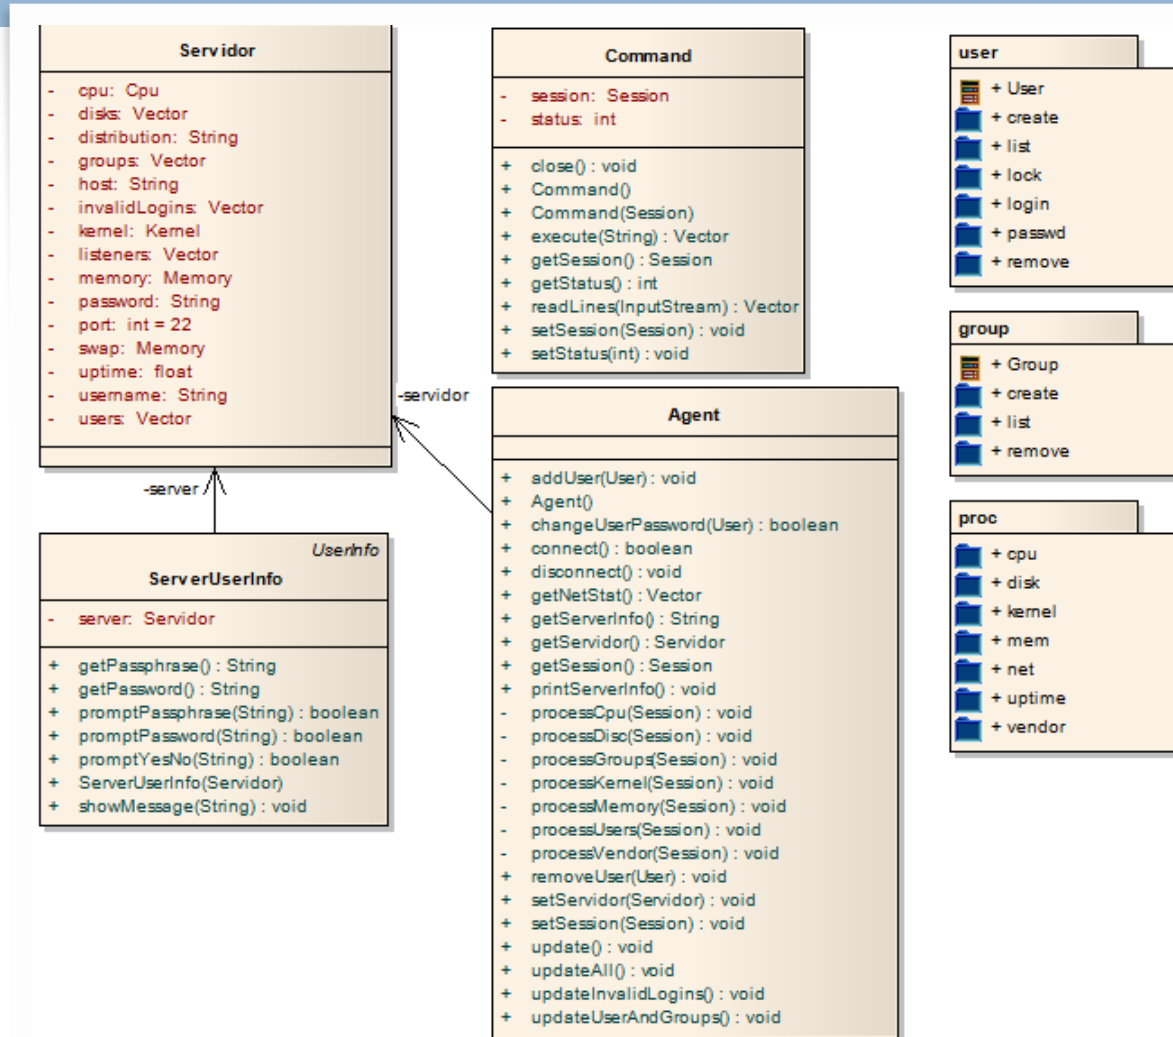 Servidor
- cpu: Cpu
- disks: Vector
- distribution: String
- groups: Vector
- host: String
- invalidLogins: Vector
- kernel: Kernel
- listeners: Vector
- memory: Memory
- password: String
- port: int = 22
- swap: Memory
- uptime: float
- username: String
- users: Vector
-servidor
-server
UserInfo
ServerUserInfo
- server: Servidor
+ getPassphrase() : String
+ getPassword() : String
+ promptPassphrase(String) : boolean
+ promptPassword(String) : boolean
+ promptYesNo(String) : boolean
+ ServerUserInfo(Servidor)
+ showMessage(String) : void
Command
- session: Session
- status: int
+ close() : void
+ Command()
+ Command(Session)
+ execute(String) : Vector
+ getSession() : Session
+ getStatus() : int
+ readLines(InputStream) : Vector
+ setSession(Session) : void
+ setStatus(int) : void
Agent
+ addUser(User) : void
+ Agent()
+ changeUserPassword(User) : boolean
+ connect() : boolean
+ disconnect() : void
+ getNetStat() : Vector
+ getServerInfo() : String
+ getServidor() : Servidor
+ getSession() : Session
+ printServerInfo() : void
- processCpu(Session) : void
- processDisc(Session) : void
- processGroups(Session) : void
- processKernel(Session) : void
- processMemory(Session) : void
- processUsers(Session) : void
- processVendor(Session) : void
+ removeUser(User) : void
+ setServidor(Servidor) : void
+ setSession(Session) : void
+ update() : void
+ updateAll() : void
+ updateInvalidLogins() : void
+ updateUserAndGroups() : void
user
+ User
+ create
+ list
+ lock
+ login
+ passwd
+ remove
group
+ Group
+ create
+ list
+ remove
proc
+ cpu
+ disk
+ kernel
+ mem
+ net
+ uptime
+ vendor